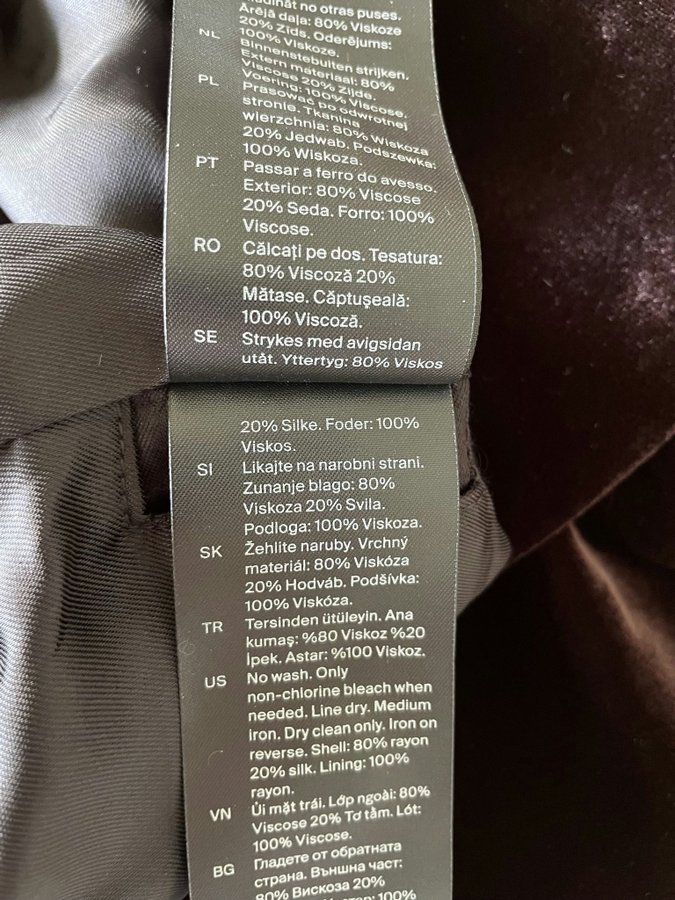 Gludināt no otras puses.
Ārējā daļa: 80% Viskoze
20% Zīds. Oderējums:
100% Viskoze.
NL Binnenstebuiten strijken.
Extern materiaal: 80%
Viscose 20% Zijde.
Voering: 100% Viscose.
PL Prasować po odwrotnej
stronie. Tkanina
wierzchnia: 80% Wiskoza
20% Jedwab. Podszewka:
100% Wiskoza.
PT Passar a ferro do avesso.
Exterior: 80% Viscose
20% Seda. Forro: 100%
Viscose.
RO Călcați pe dos. Tesatura:
80% Viscoză 20%
Mătase. Căptușeală:
100% Viscoză.
SE Strykes med avigsidan
utåt. Yttertyg: 80% Viskos
20% Silke. Foder: 100%
Viskos.
SI Likajte na narobni strani.
Zunanje blago: 80%
Viskoza 20% Svila.
Podloga: 100% Viskoza.
SK Žehlite naruby. Vrchný
materiál: 80% Viskóza
20% Hodváb. Podšívka:
100% Viskóza.
TR Tersinden ütüleyin. Ana
kumaş: %80 Viskoz %20
İpek. Astar: %100 Viskoz.
US No wash. Only
non-chlorine bleach when
needed. Line dry. Medium
iron. Dry clean only. Iron on
reverse. Shell: 80% rayon
20% silk. Lining: 100%
rayon.
VN Ủi mặt trái. Lớp ngoài: 80%
Viscose 20% Tơ tằm. Lót:
100% Viscose.
BG Гладете от обратната
страна. Външна част:
80% Вискоза 20%
100%